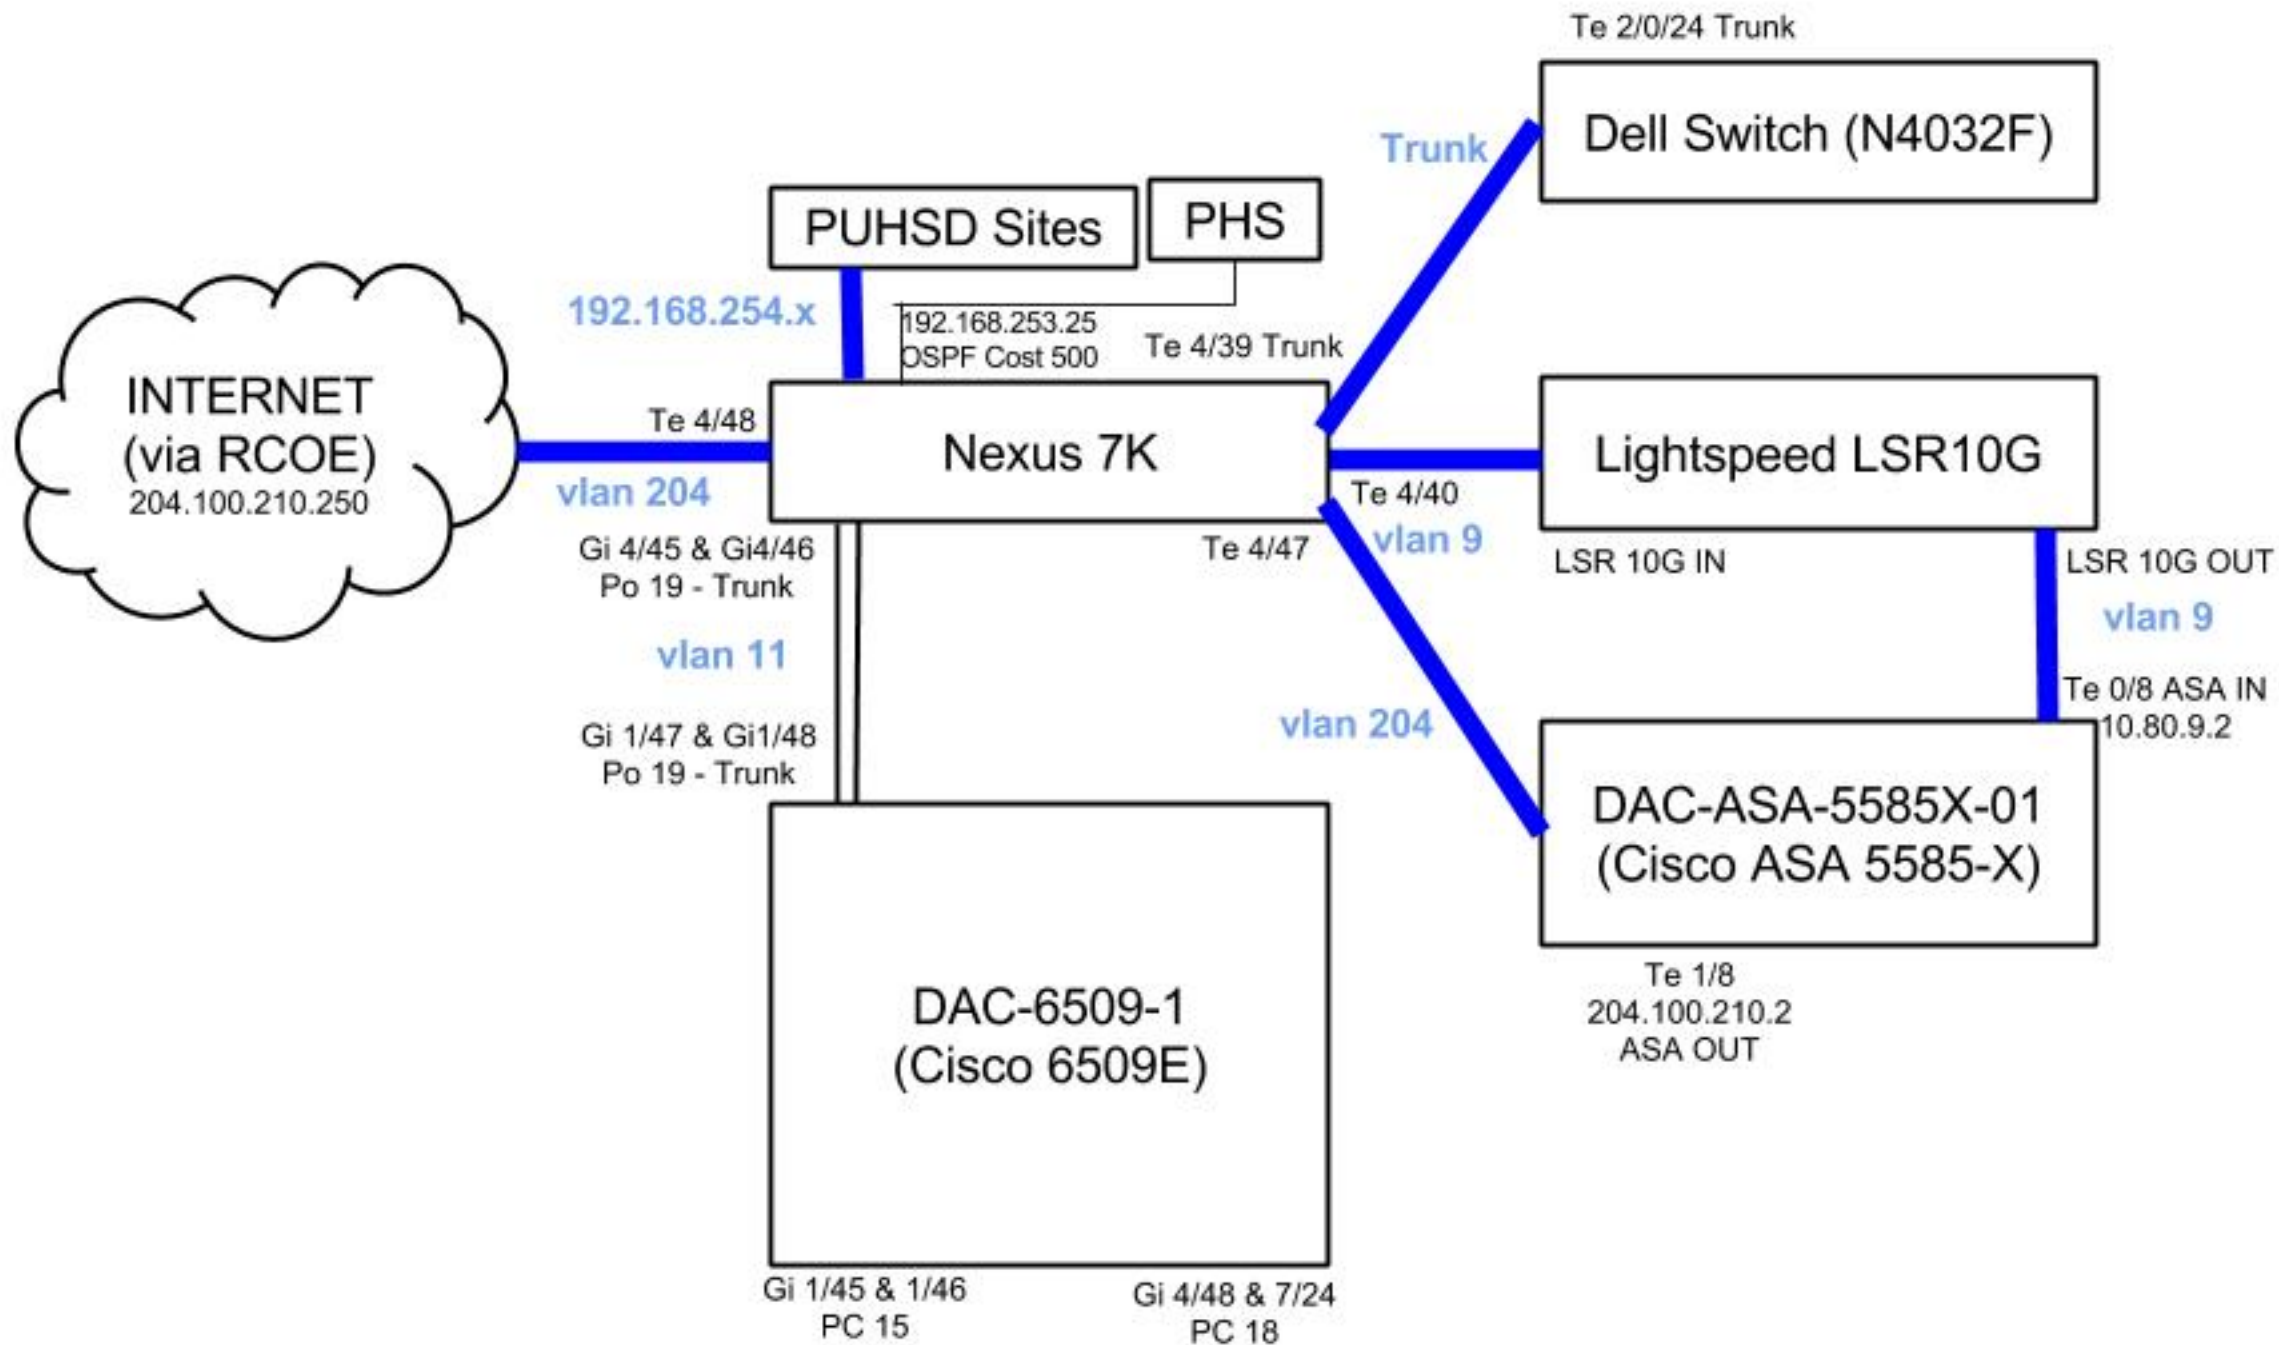 Te 2/0/24 Trunk
Dell Switch (N4032F)
Trunk
PUHSD Sites
PHS
192.168.254.x
192.168.253.25
OSPF Cost 500
Te 4/39 Trunk
INTERNET
(via RCOE)
204.100.210.250
Te 4/48
vlan 204
Nexus 7K
Lightspeed LSR10G
Te 4/40
vlan 9
Gi 4/45 & Gi4/46
Po 19 - Trunk
Te 4/47
LSR 10G IN
LSR 10G OUT
vlan 9
vlan 11
vlan 204
Te 0/8 ASA IN
10.80.9.2
Gi 1/47 & Gi1/48
Po 19 - Trunk
DAC-ASA-5585X-01
(Cisco ASA 5585-X)
Te 1/8
204.100.210.2
ASA OUT
DAC-6509-1
(Cisco 6509E)
Gi 1/45 & 1/46
PC 15
Gi 4/48 & 7/24
PC 18